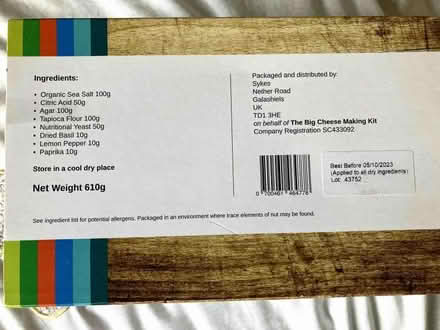 Ingredients:
• Organic Sea Salt 100g
• Citric Acid 50g
• Agar 100g
• Tapioca Flour 100g
• Nutritional Yeast 50g
• Dried Basil 10g
• Lemon Pepper 10g
• Paprika 10g
Store in a cool dry place
Net Weight 610g
Packaged and distributed by:
Sykes
Nether Road
Galashiels
UK
TD1 3HE
on behalf of The Big Cheese Making Kit
Company Registration SC433092
0 700461 464778
Best Before 05/10/2023
(Applied to all dry ingredients)
Lot: 43752
See ingredient list for potential allergens. Packaged in an environment where trace elements of nut may be found.